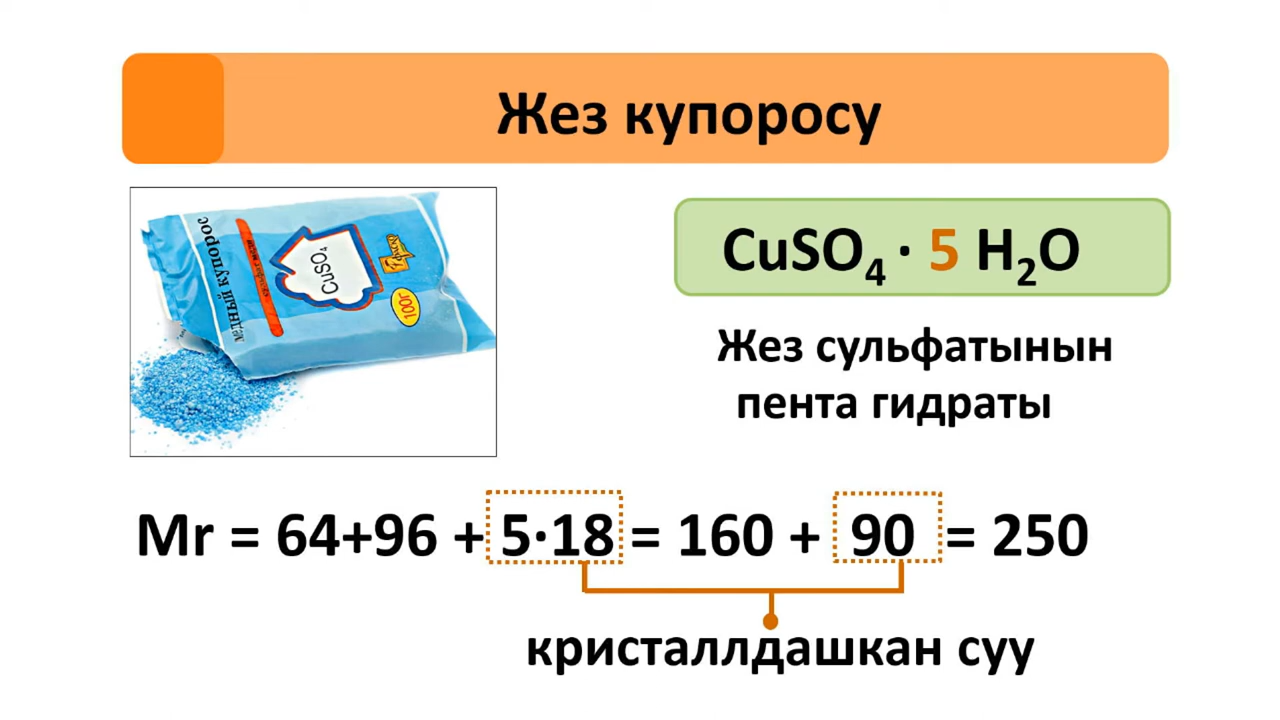 Жез купоросу
медный купорос
CuSO₄
100г
CuSO₄ · 5 H₂O
Жез сульфатынын
пента гидраты
Mr = 64+96 + 5·18 = 160 + 90 = 250
кристаллдашкан суу